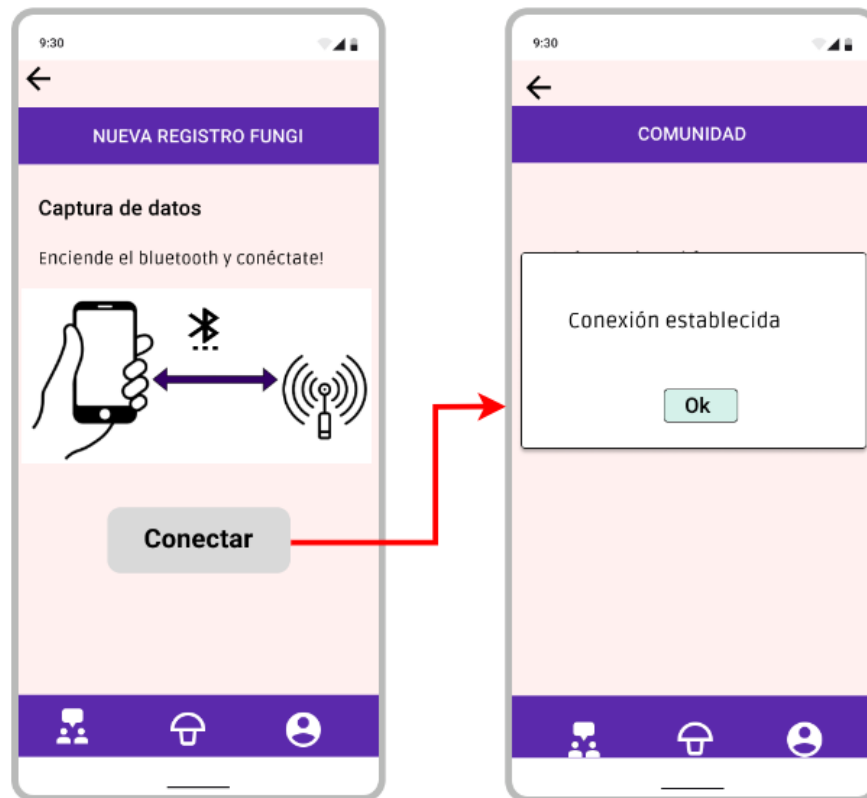 9:30
NUEVA REGISTRO FUNGI
Captura de datos
Enciende el bluetooth y conéctate!
Conectar
9:30
COMUNIDAD
Conexión establecida
Ok